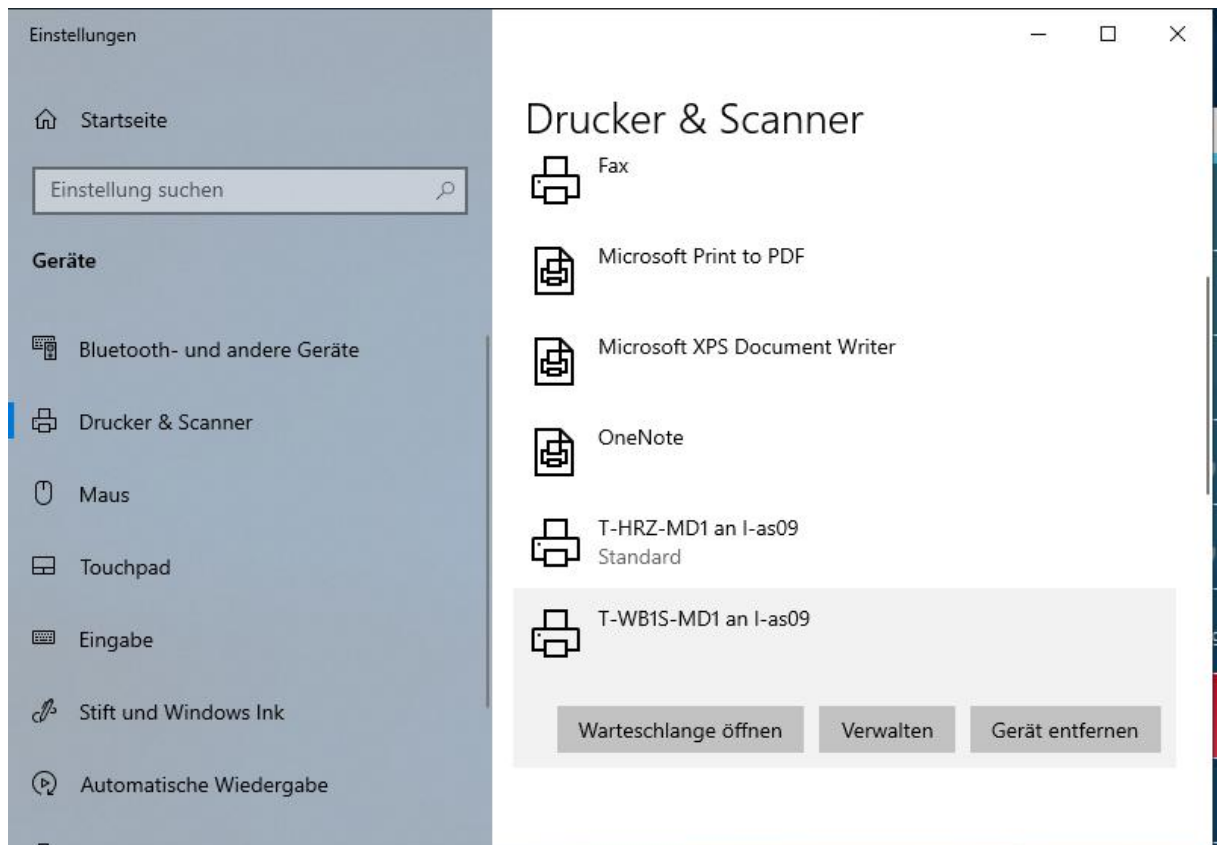 Einstellungen
Startseite
Einstellung suchen
Geräte
Bluetooth- und andere Geräte
Drucker & Scanner
Maus
Touchpad
Eingabe
Stift und Windows Ink
Automatische Wiedergabe
Drucker & Scanner
Fax
Microsoft Print to PDF
Microsoft XPS Document Writer
OneNote
T-HRZ-MD1 an l-as09
Standard
T-WB1S-MD1 an l-as09
Warteschlange öffnen
Verwalten
Gerät entfernen